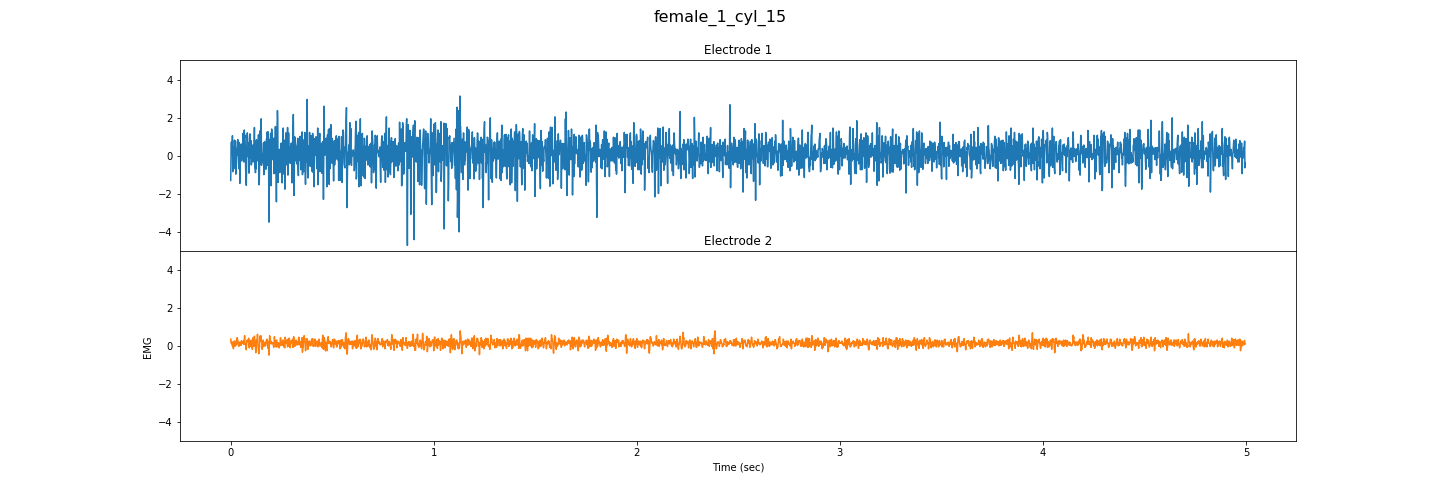 female_1_cyl_15
Electrode 1
4
2
0
−2
−4
Electrode 2
4
2
0
−2
−4
EMG
0 1 2 3 4 5
Time (sec)